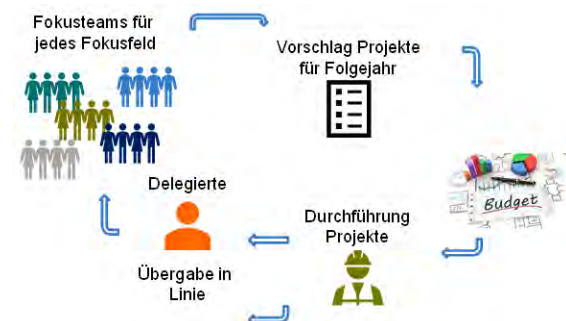 Fokusteams für
jedes Fokusfeld
Vorschlag Projekte
für Folgejahr
Budget
Durchführung
Projekte
Delegierte
Übergabe in
Linie